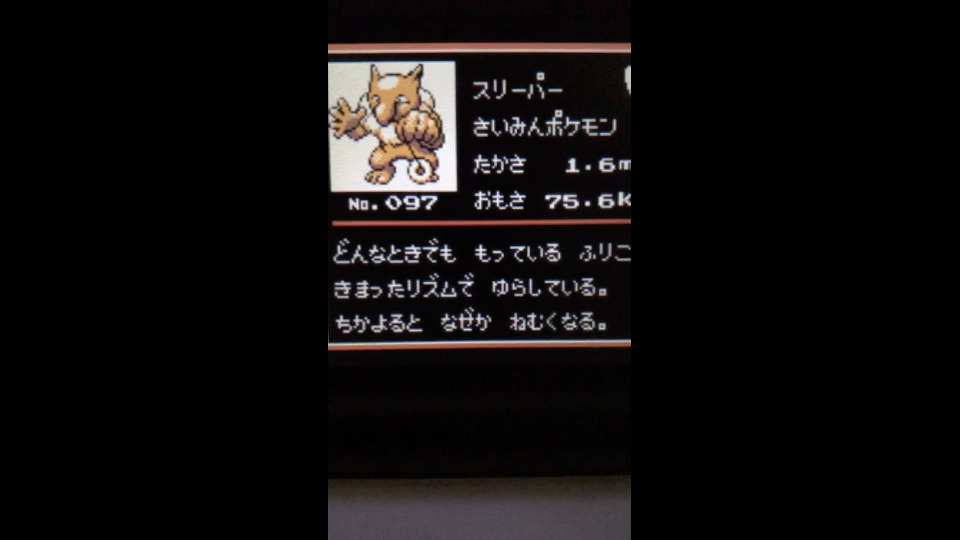 スリーパー
さいみんポケモン
たかさ 1.6m
おもさ 75.6k
No.097
どんなときでも もっている ふりこ
きまったリズムで ゆらしている。
ちかよると なぜか ねむくなる。